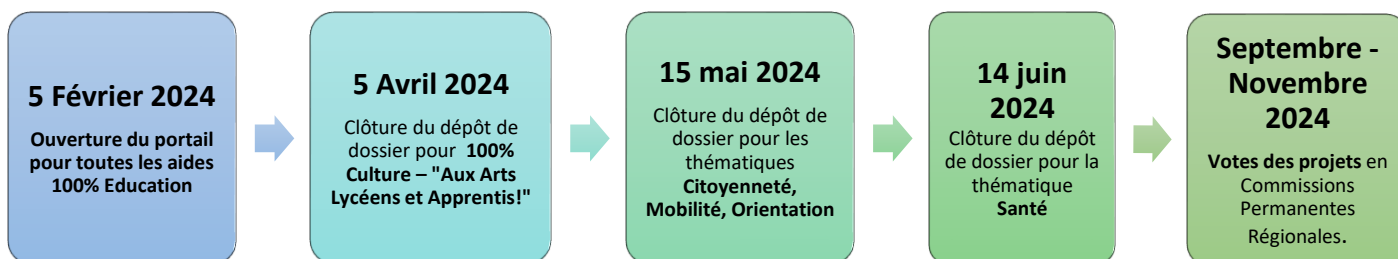 5 Février 2024
Ouverture du portail
pour toutes les aides
100% Education
5 Avril 2024
Clôture du dépôt de
dossier pour 100%
Culture – "Aux Arts
Lycéens et Apprentis!"
15 mai 2024
Clôture du dépôt de
dossier pour les
thématiques
Citoyenneté,
Mobilité, Orientation
14 juin
2024
Clôture du dépôt
de dossier pour la
thématique
Santé
Septembre -
Novembre
2024
Votes des projets en
Commissions
Permanentes
Régionales.